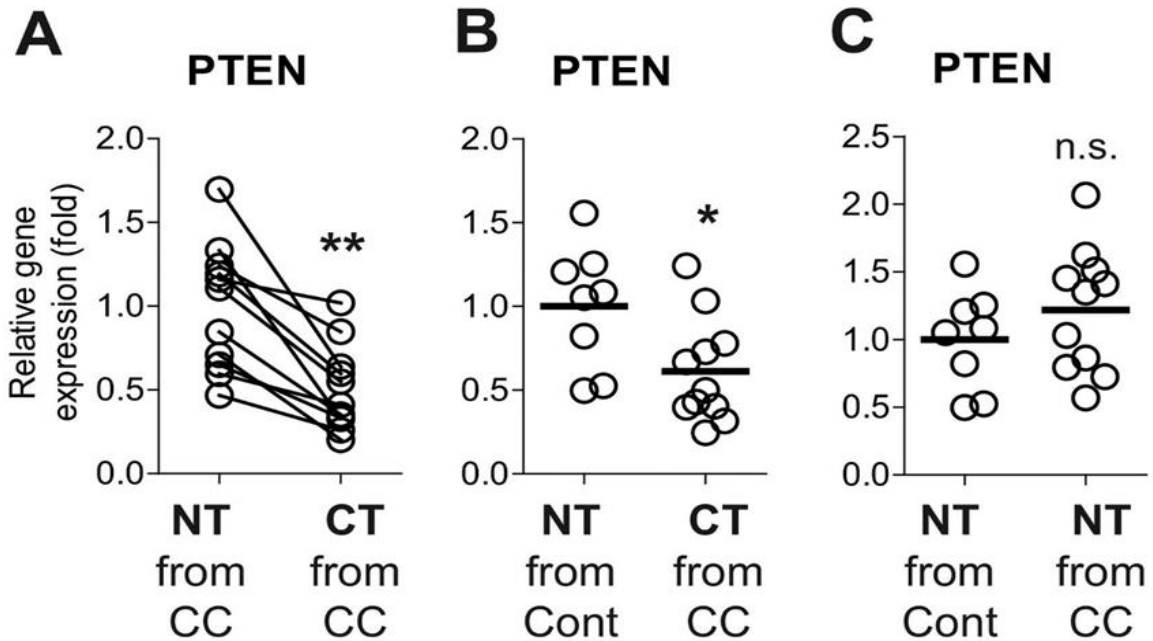 A
PTEN
Relative gene
expression (fold)
2.0
1.5
1.0
0.5
0.0
**
NT
from
CC
CT
from
CC
B
PTEN
2.0
1.5
1.0
0.5
0.0
*
NT
from
Cont
CT
from
CC
C
PTEN
2.5
2.0
1.5
1.0
0.5
0.0
n.s.
NT
from
Cont
NT
from
CC